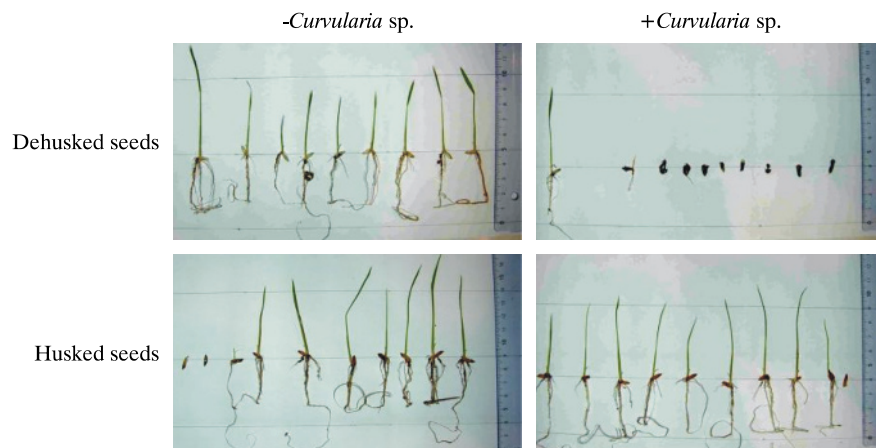 -Curvularia sp.
+Curvularia sp.
Dehusked seeds
Husked seeds